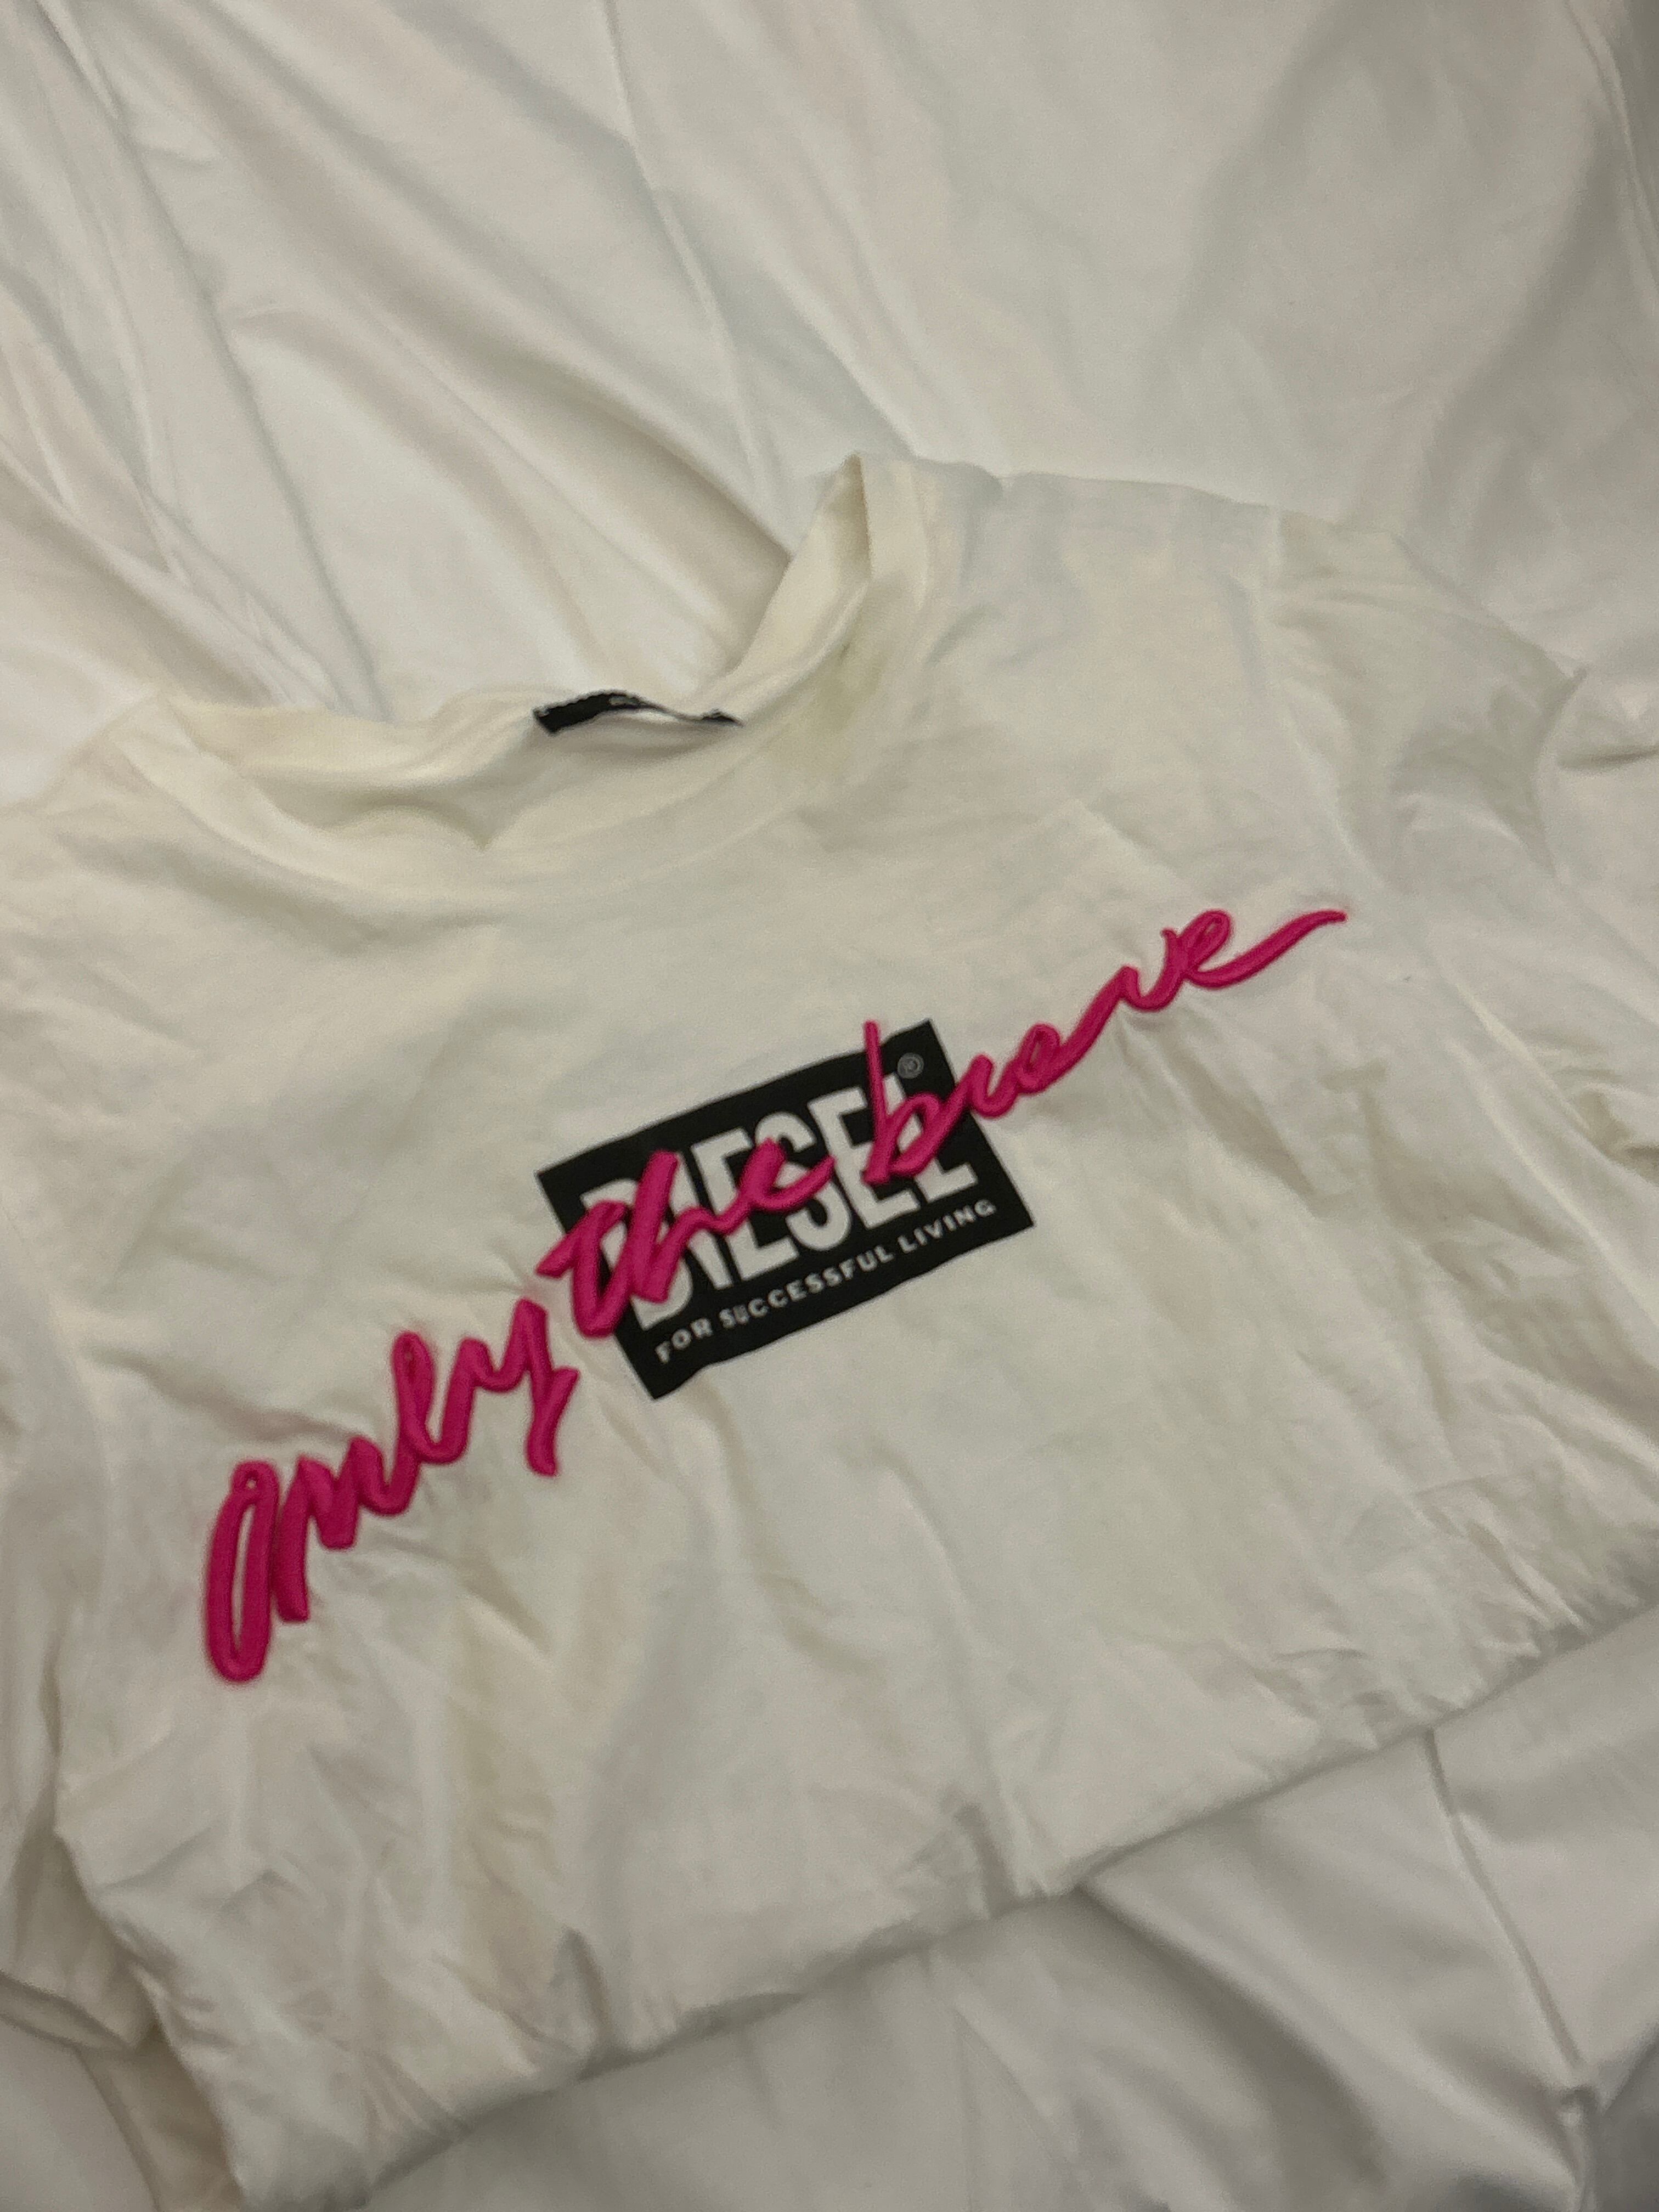 only the brave
DIESEL®
FOR SUCCESSFUL LIVING